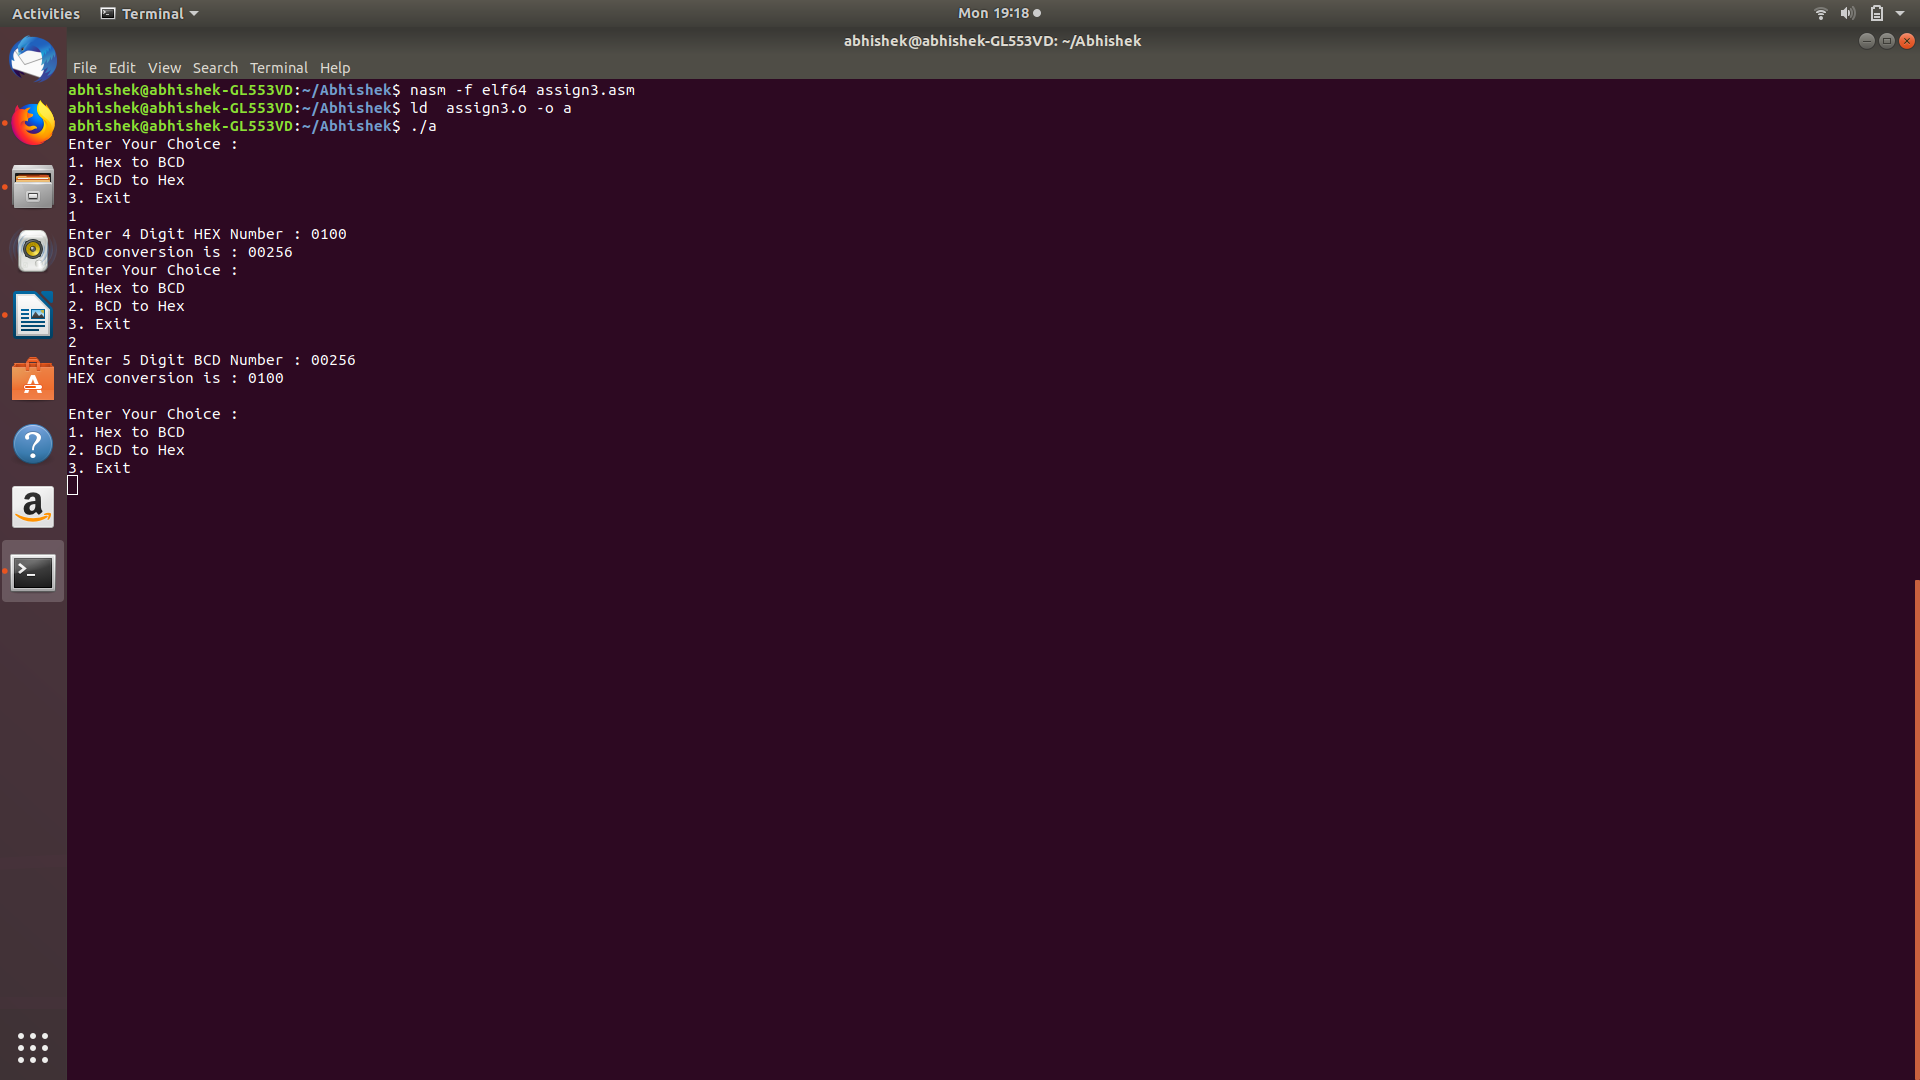 Activities Terminal Mon 19:18
abhishek@abhishek-GL553VD: ~/Abhishek
File Edit View Search Terminal Help
abhishek@abhishek-GL553VD:~/Abhishek$ nasm -f elf64 assign3.asm
abhishek@abhishek-GL553VD:~/Abhishek$ ld  assign3.o -o a
abhishek@abhishek-GL553VD:~/Abhishek$ ./a
Enter Your Choice :
1. Hex to BCD
2. BCD to Hex
3. Exit
1
Enter 4 Digit HEX Number : 0100
BCD conversion is : 00256
Enter Your Choice :
1. Hex to BCD
2. BCD to Hex
3. Exit
2
Enter 5 Digit BCD Number : 00256
HEX conversion is : 0100
Enter Your Choice :
1. Hex to BCD
2. BCD to Hex
3. Exit